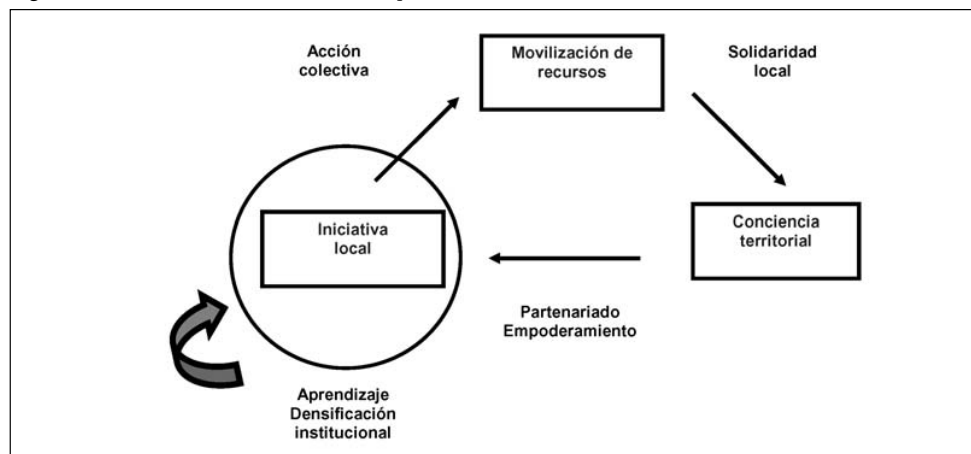 Acción
colectiva
Movilización de
recursos
Solidaridad
local
Iniciativa
local
Conciencia
territorial
Partenariado
Empoderamiento
Aprendizaje
Densificación
institucional